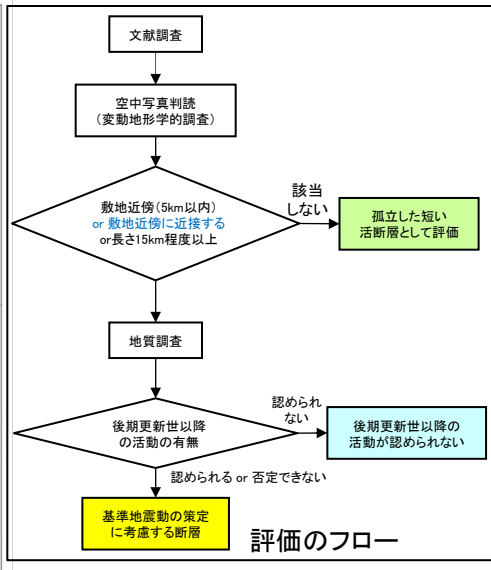 文献調査
空中写真判読
(変動地形学的調査)
敷地近傍(5km以内)
or 敷地近傍に近接する
or長さ15km程度以上
該当
しない
孤立した短い
活断層として評価
地質調査
後期更新世以降
の活動の有無
認められ
ない
後期更新世以降の
活動が認められない
認められる or 否定できない
基準地震動の策定
に考慮する断層
評価のフロー